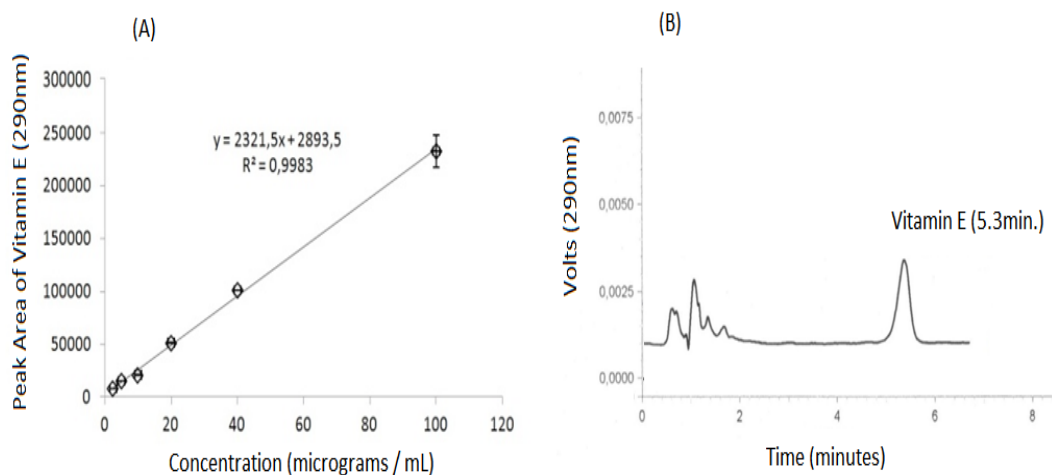 (A)
Peak Area of Vitamin E (290nm)
300000
250000
200000
150000
100000
50000
0
y = 2321,5x + 2893,5
R² = 0,9983
0 20 40 60 80 100 120
Concentration (micrograms / mL)
(B)
Volts (290nm)
0,0075
0,0050
0,0025
0,0000
Vitamin E (5.3min.)
0 2 4 6 8
Time (minutes)